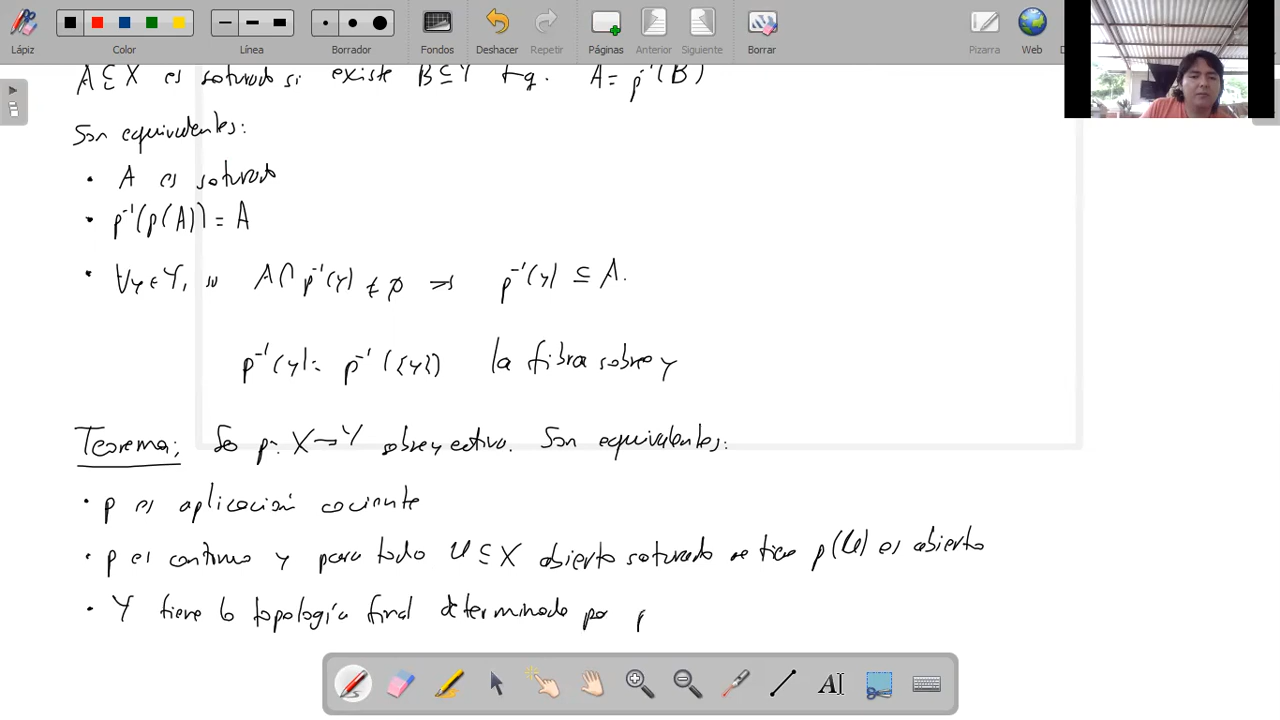 Lápiz Color Línea Borrador Fondos Deshacer Repetir Páginas Anterior Siguiente Borrar Pizarra Web
A ⊆ X es saturado si existe B ⊆ Y t.q. A = p⁻¹(B)
Son equivalentes:
• A es saturado
• p⁻¹(p(A)) = A
• ∀y ∈ Y, si A ∩ p⁻¹(y) ≠ ∅ ⇒ p⁻¹(y) ⊆ A.
p⁻¹(y) = p⁻¹({y}) la fibra sobre y
Teorema: Sea p: X → Y sobreyectiva. Son equivalentes:
• p es aplicación cociente
• p es continua y para todo U ⊆ X abierto saturado se tiene p(U) es abierto
• Y tiene la topología final determinada por p